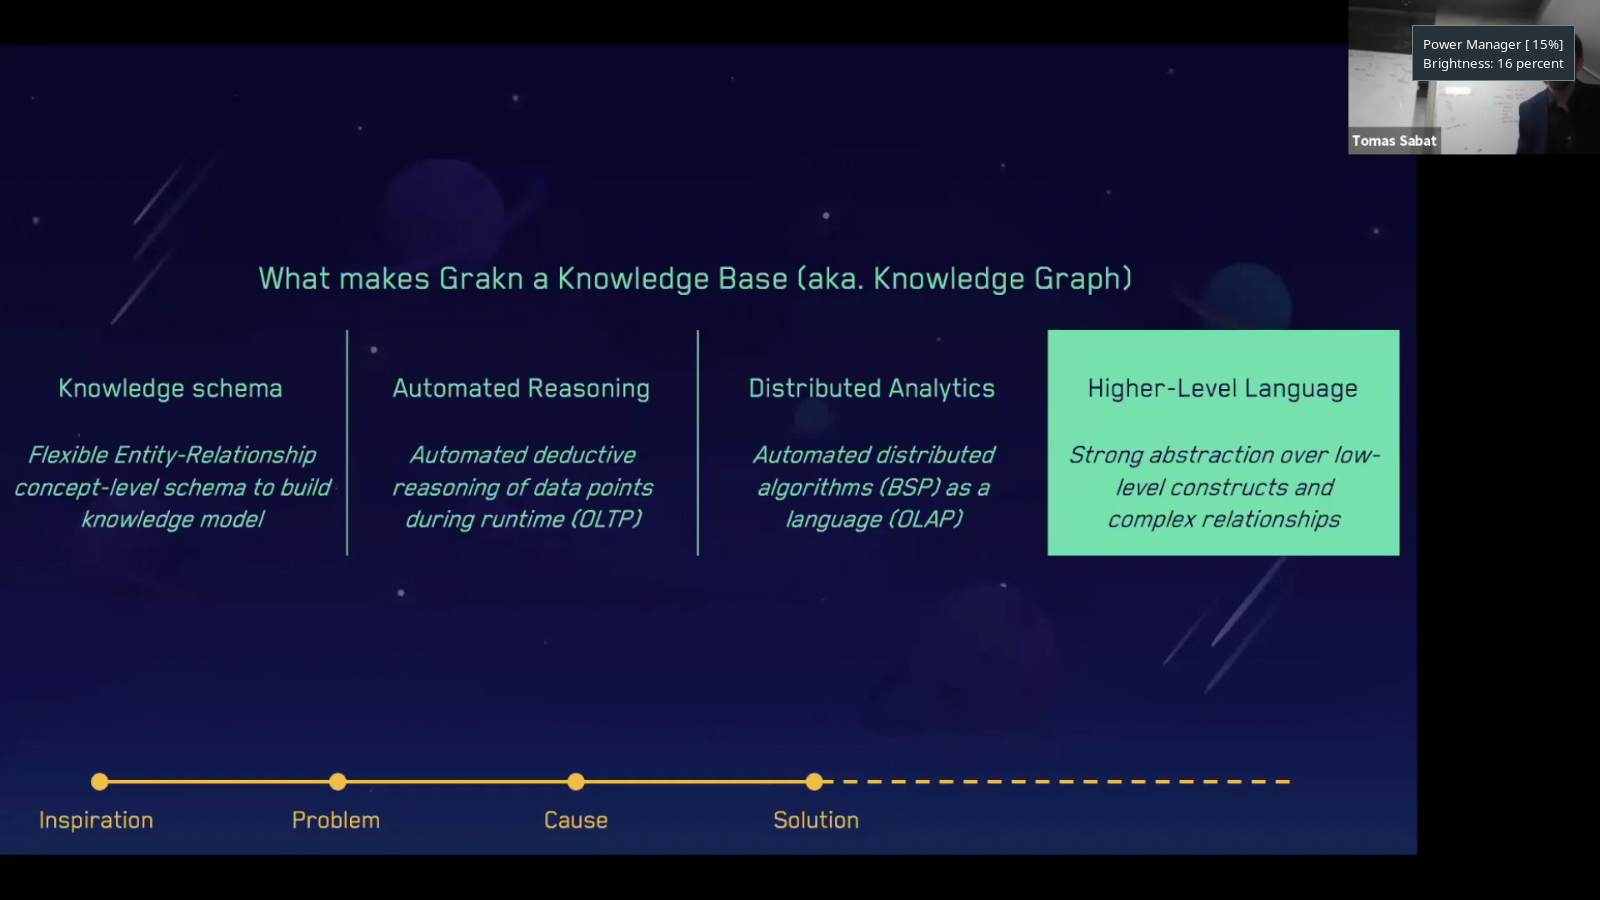 Power Manager [ 15%]
Brightness: 16 percent
Tomas Sabat
What makes Grakn a Knowledge Base (aka. Knowledge Graph)
Knowledge schema
Flexible Entity-Relationship
concept-level schema to build
knowledge model
Automated Reasoning
Automated deductive
reasoning of data points
during runtime (OLTP)
Distributed Analytics
Automated distributed
algorithms (BSP) as a
language (OLAP)
Higher-Level Language
Strong abstraction over low-
level constructs and
complex relationships
Inspiration
Problem
Cause
Solution